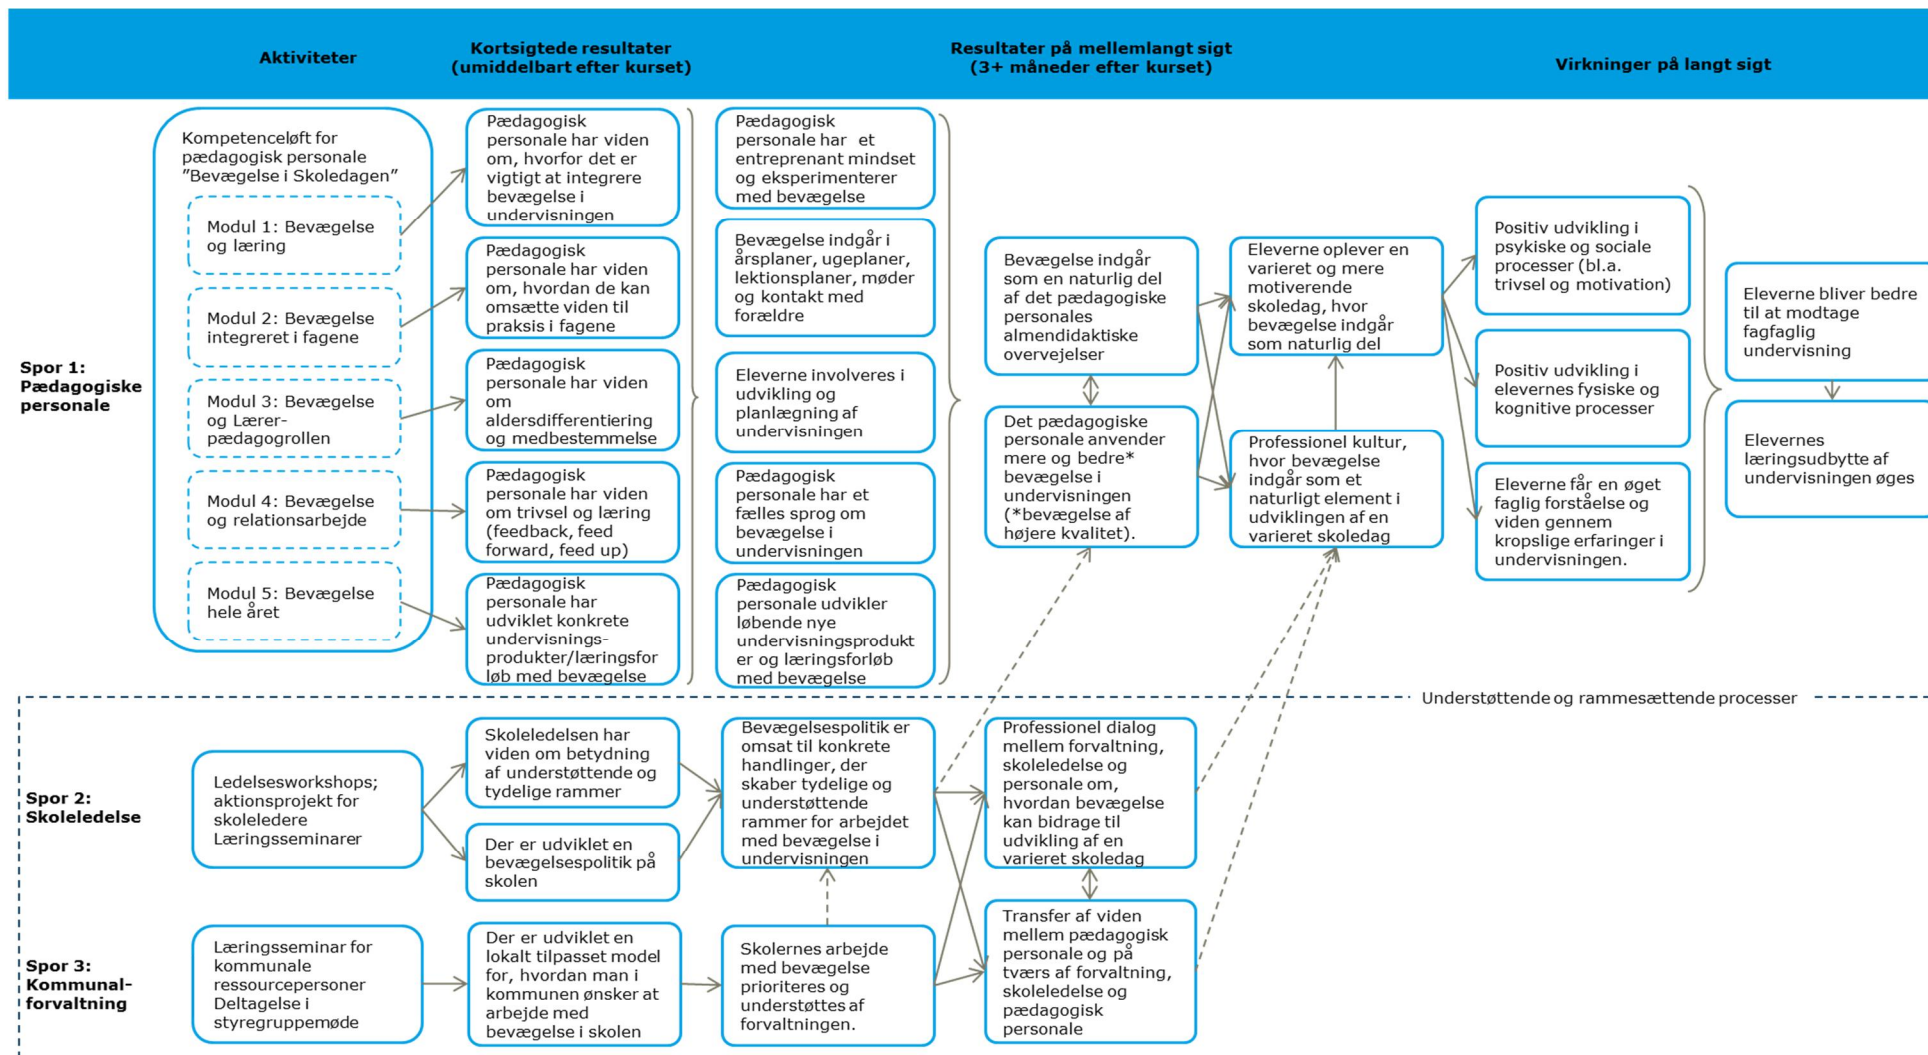 Aktiviteter
Kortsigtede resultater
(umiddelbart efter kurset)
Resultater på mellemlangt sigt
(3+ måneder efter kurset)
Virkninger på langt sigt
Spor 1:
Pædagogiske
personale
Kompetenceløft for
pædagogisk personale
”Bevægelse i Skoledagen”
Modul 1: Bevægelse
og læring
Modul 2: Bevægelse
integreret i fagene
Modul 3: Bevægelse
og Lærer-
pædagogrollen
Modul 4: Bevægelse
og relationsarbejde
Modul 5: Bevægelse
hele året
Pædagogisk
personale har viden
om, hvorfor det er
vigtigt at integrere
bevægelse i
undervisningen
Pædagogisk
personale har viden
om, hvordan de kan
omsætte viden til
praksis i fagene
Pædagogisk
personale har viden
om
aldersdifferentiering
og medbestemmelse
Pædagogisk
personale har viden
om trivsel og læring
(feedback, feed
forward, feed up)
Pædagogisk
personale har
udviklet konkrete
undervisnings-
produkter/læringsfor
løb med bevægelse
Pædagogisk
personale har et
entreprenant mindset
og eksperimenterer
med bevægelse
Bevægelse indgår i
årsplaner, ugeplaner,
lektionsplaner, møder
og kontakt med
forældre
Eleverne involveres i
udvikling og
planlægning af
undervisningen
Pædagogisk
personale har et
fælles sprog om
bevægelse i
undervisningen
Pædagogisk
personale udvikler
løbende nye
undervisningsprodukt
er og læringsforløb
med bevægelse
Bevægelse indgår
som en naturlig del
af det pædagogiske
personales
almendidaktiske
overvejelser
Det pædagogiske
personale anvender
mere og bedre*
bevægelse i
undervisningen
(*bevægelse af
højere kvalitet).
Eleverne oplever en
varieret og mere
motiverende
skoledag, hvor
bevægelse indgår
som naturlig del
Professionel kultur,
hvor bevægelse
indgår som et
naturligt element i
udviklingen af en
varieret skoledag
Positiv udvikling i
psykiske og sociale
processer (bl.a.
trivsel og motivation)
Positiv udvikling i
elevernes fysiske og
kognitive processer
Eleverne får en øget
faglig forståelse og
viden gennem
kropslige erfaringer i
undervisningen.
Eleverne bliver bedre
til at modtage
fagfaglig
undervisning
Elevernes
læringsudbytte af
undervisningen øges
Understøttende og rammesættende processer
Spor 2:
Skoleledelse
Ledelsesworkshops;
aktionsprojekt for
skoleledere
Læringsseminarer
Skoleledelsen har
viden om betydning
af understøttende og
tydelige rammer
Der er udviklet en
bevægelsespolitik på
skolen
Bevægelsespolitik er
omsat til konkrete
handlinger, der
skaber tydelige og
understøttende
rammer for arbejdet
med bevægelse i
undervisningen
Professionel dialog
mellem forvaltning,
skoleledelse og
personale om,
hvordan bevægelse
kan bidrage til
udvikling af en
varieret skoledag
Spor 3:
Kommunal-
forvaltning
Læringsseminar for
kommunale
ressourcepersoner
Deltagelse i
styregruppemøde
Der er udviklet en
lokalt tilpasset model
for, hvordan man i
kommunen ønsker at
arbejde med
bevægelse i skolen
Skolernes arbejde
med bevægelse
prioriteres og
understøttes af
forvaltningen.
Transfer af viden
mellem pædagogisk
personale og på
tværs af forvaltning,
skoleledelse og
pædagogisk
personale